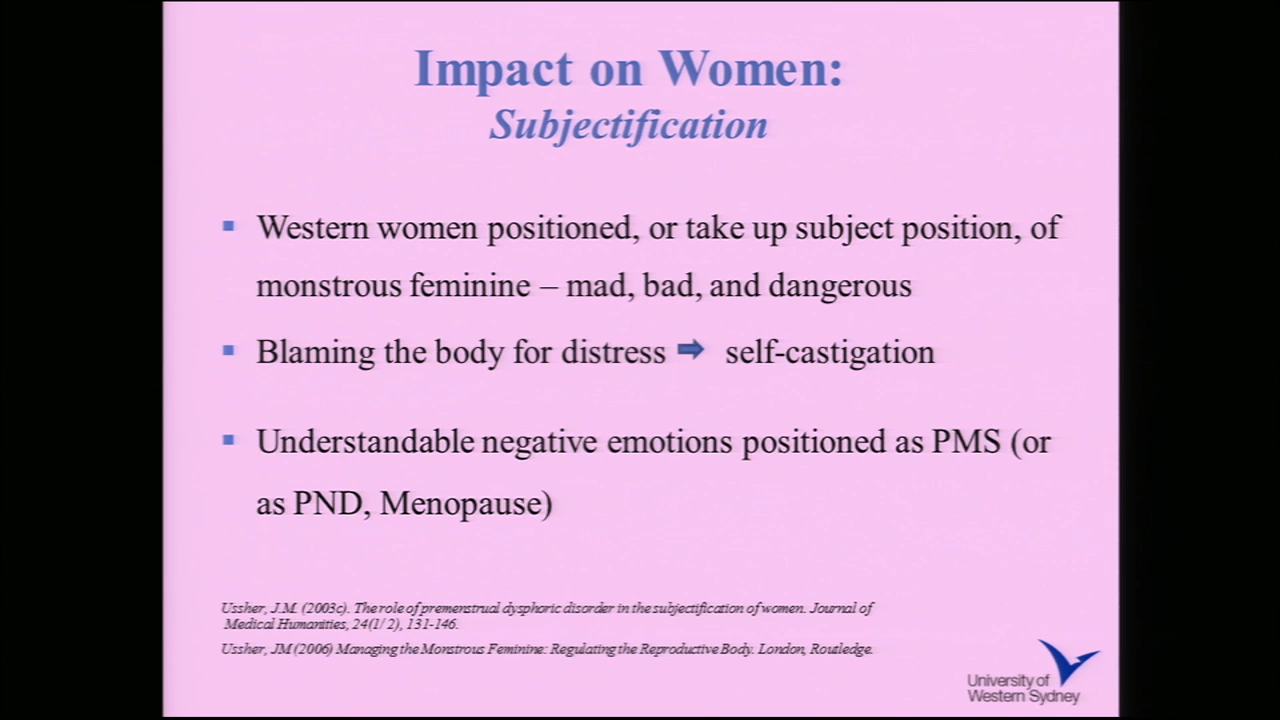 Impact on Women:
Subjectification
Western women positioned, or take up subject position, of
monstrous feminine – mad, bad, and dangerous
Blaming the body for distress ➡ self-castigation
Understandable negative emotions positioned as PMS (or
as PND, Menopause)
Ussher, J.M. (2003c). The role of premenstrual dysphoric disorder in the subjectification of women. Journal of
Medical Humanities, 24(1/2), 131-146.
Ussher, JM (2006) Managing the Monstrous Feminine: Regulating the Reproductive Body. London, Routledge.
University of
Western Sydney